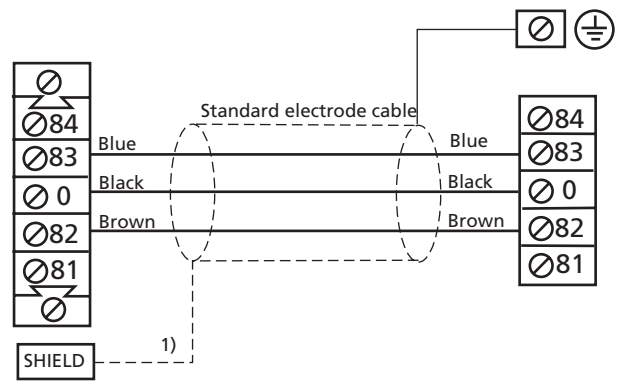 Standard electrode cable
84
83
0
82
81
Blue
Black
Brown
Blue
Black
Brown
84
83
0
82
81
1)
SHIELD